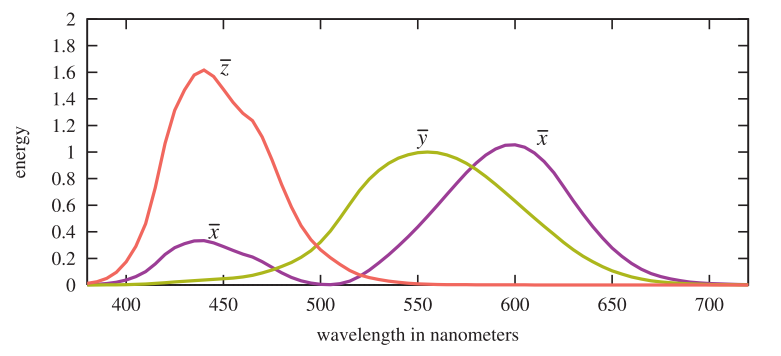 2
1.8
1.6
1.4
1.2
1
0.8
0.6
0.4
0.2
0
energy
z̅
y̅
x̅
x̅
400 450 500 550 600 650 700
wavelength in nanometers